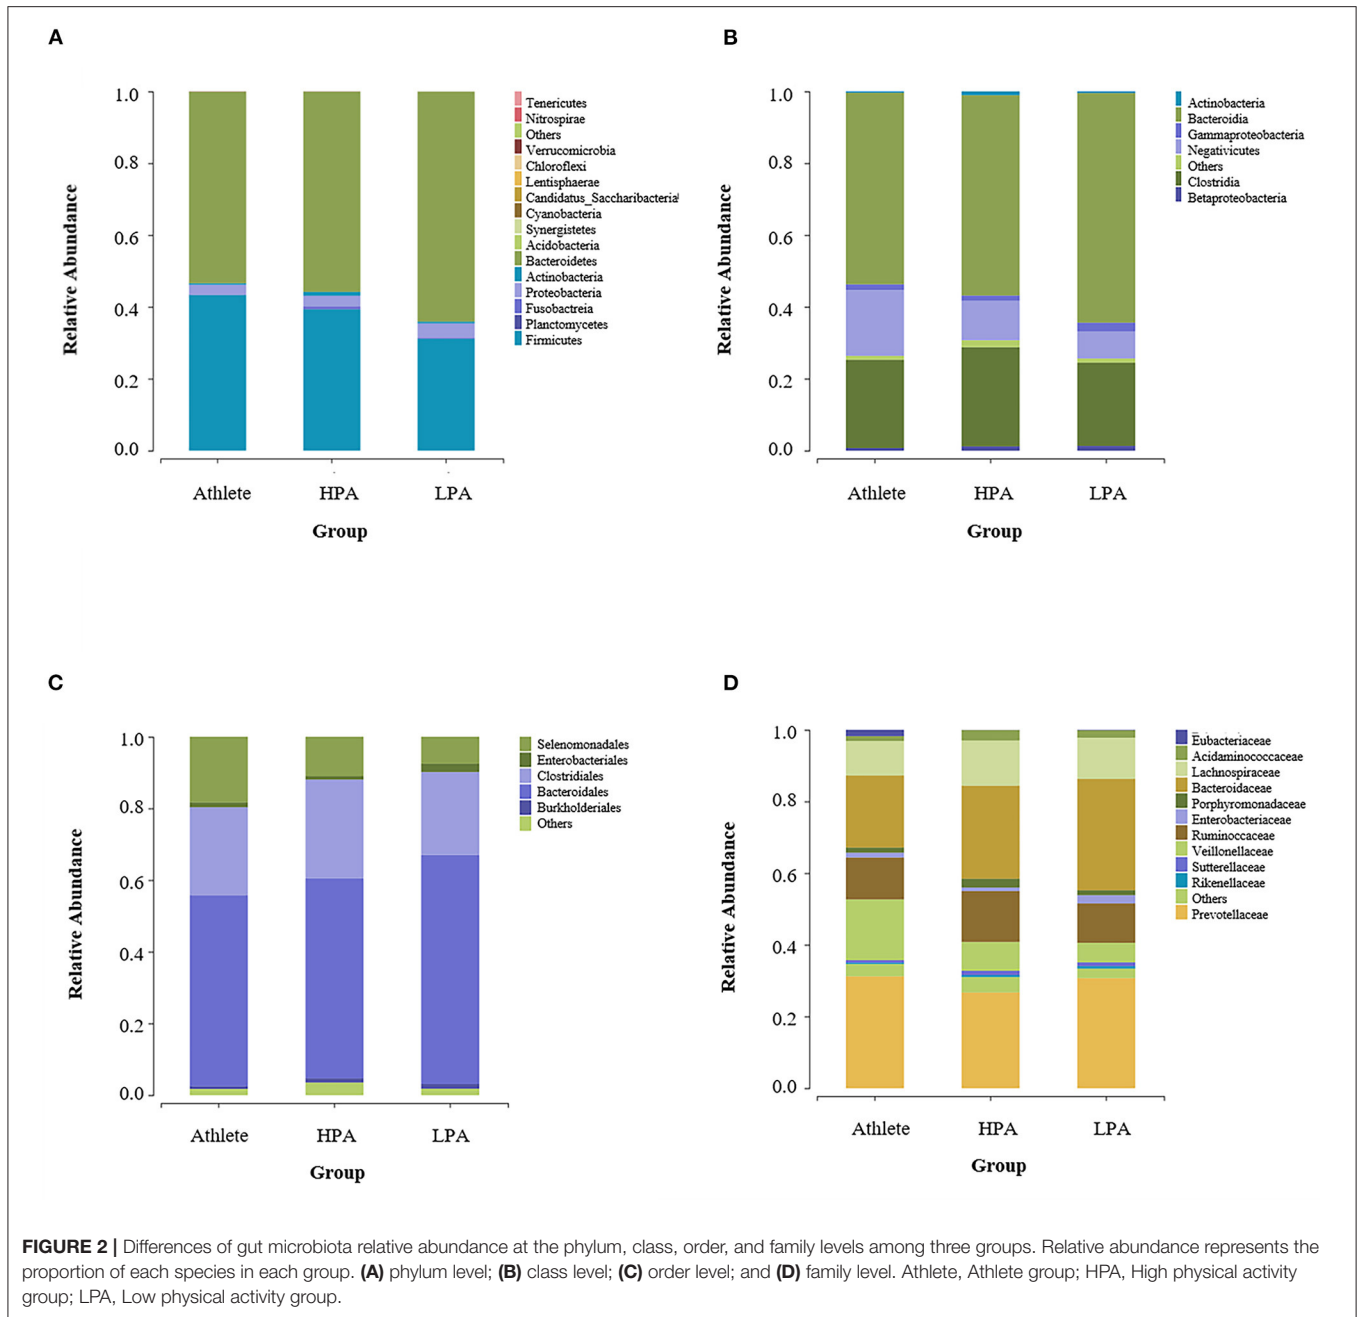 A
1.0
0.8
0.6
0.4
0.2
0.0
Relative Abundance
Athlete HPA LPA
Group
Tenericutes
Nitrospirae
Others
Verrucomicrobia
Chloroflexi
Lentisphaerae
Candidatus_Saccharibacteria
Cyanobacteria
Synergistetes
Acidobacteria
Bacteroidetes
Actinobacteria
Proteobacteria
Fusobactreia
Planctomycetes
Firmicutes
B
1.0
0.8
0.6
0.4
0.2
0.0
Relative Abundance
Athlete HPA LPA
Group
Actinobacteria
Bacteroidia
Gammaproteobacteria
Negativicutes
Others
Clostridia
Betaproteobacteria
C
1.0
0.8
0.6
0.4
0.2
0.0
Relative Abundance
Athlete HPA LPA
Group
Selenomonadales
Enterobacteriales
Clostridiales
Bacteroidales
Burkholderiales
Others
D
1.0
0.8
0.6
0.4
0.2
0.0
Relative Abundance
Athlete HPA LPA
Group
Eubacteriaceae
Acidaminococcaceae
Lachnospiraceae
Bacteroidaceae
Porphyromonadaceae
Enterobacteriaceae
Ruminoccaceae
Veillonellaceae
Sutterellaceae
Rikenellaceae
Others
Prevotellaceae
FIGURE 2 | Differences of gut microbiota relative abundance at the phylum, class, order, and family levels among three groups. Relative abundance represents the
proportion of each species in each group. (A) phylum level; (B) class level; (C) order level; and (D) family level. Athlete, Athlete group; HPA, High physical activity
group; LPA, Low physical activity group.